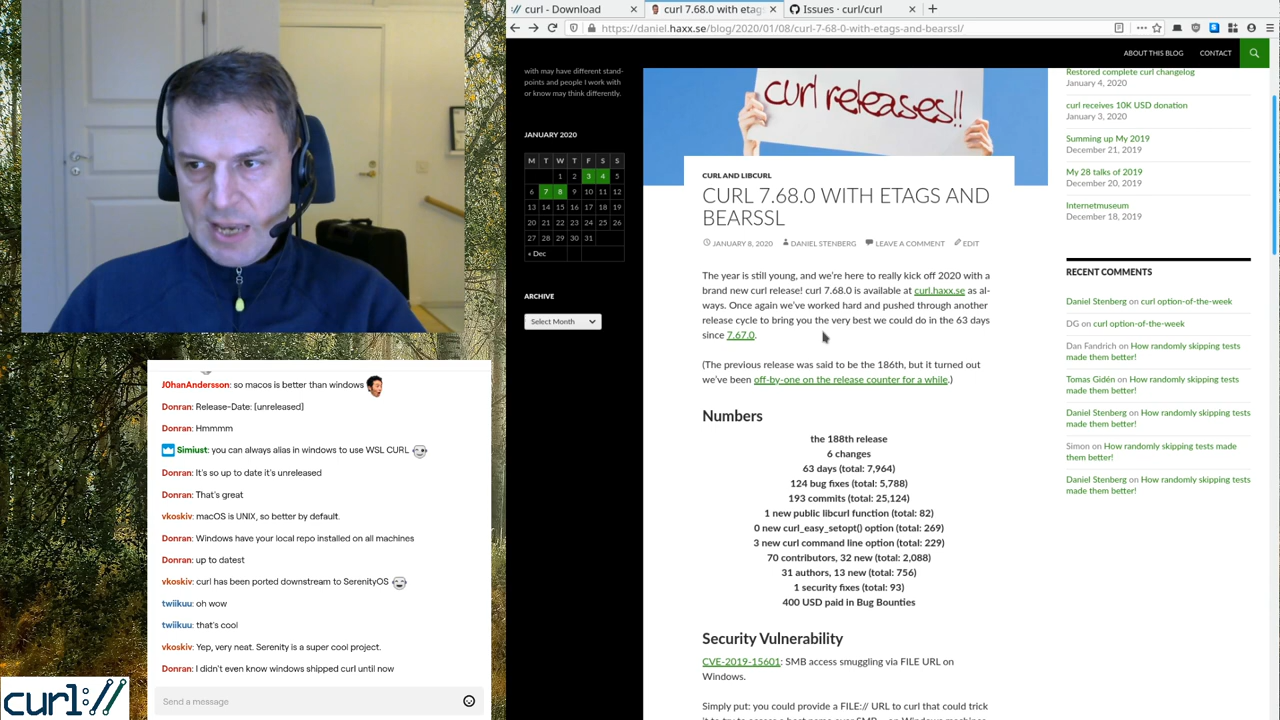 curl - Download
curl 7.68.0 with etags
Issues · curl/curl
https://daniel.haxx.se/blog/2020/01/08/curl-7-68-0-with-etags-and-bearssl/
ABOUT THIS BLOG
CONTACT
with may have different stand-
points and people I work with
or know may think differently.
JANUARY 2020
M T W T F S S
1 2 3 4 5
6 7 8 9 10 11 12
13 14 15 16 17 18 19
20 21 22 23 24 25 26
27 28 29 30 31
« Dec
ARCHIVE
Select Month
curl releases!!
CURL AND LIBCURL
CURL 7.68.0 WITH ETAGS AND
BEARSSL
JANUARY 8, 2020 DANIEL STENBERG LEAVE A COMMENT EDIT
The year is still young, and we're here to really kick off 2020 with a
brand new curl release! curl 7.68.0 is available at curl.haxx.se as al-
ways. Once again we've worked hard and pushed through another
release cycle to bring you the very best we could do in the 63 days
since 7.67.0.
(The previous release was said to be the 186th, but it turned out
we've been off-by-one on the release counter for a while.)
Numbers
the 188th release
6 changes
63 days (total: 7,964)
124 bug fixes (total: 5,788)
193 commits (total: 25,124)
1 new public libcurl function (total: 82)
0 new curl_easy_setopt() option (total: 269)
3 new curl command line option (total: 229)
70 contributors, 32 new (total: 2,088)
31 authors, 13 new (total: 756)
1 security fixes (total: 93)
400 USD paid in Bug Bounties
Security Vulnerability
CVE-2019-15601: SMB access smuggling via FILE URL on
Windows.
Simply put: you could provide a FILE:// URL to curl that could trick
Restored complete curl changelog
January 4, 2020
curl receives 10K USD donation
January 3, 2020
Summing up My 2019
December 21, 2019
My 28 talks of 2019
December 20, 2019
Internetmuseum
December 18, 2019
RECENT COMMENTS
Daniel Stenberg on curl option-of-the-week
DG on curl option-of-the-week
Dan Fandrich on How randomly skipping tests
made them better!
Tomas Gidén on How randomly skipping tests
made them better!
Daniel Stenberg on How randomly skipping tests
made them better!
Simon on How randomly skipping tests made
them better!
Daniel Stenberg on How randomly skipping tests
made them better!
J0hanAndersson: so macos is better than windows
Donran: Release-Date: [unreleased]
Donran: Hmmmm
Simiust: you can always alias in windows to use WSL CURL
Donran: It's so up to date it's unreleased
Donran: That's great
vkoskiv: macOS is UNIX, so better by default.
Donran: Windows have your local repo installed on all machines
Donran: up to datest
vkoskiv: curl has been ported downstream to SerenityOS
twiikuu: oh wow
twiikuu: that's cool
vkoskiv: Yep, very neat. Serenity is a super cool project.
Donran: I didn't even know windows shipped curl until now
Send a message
curl://